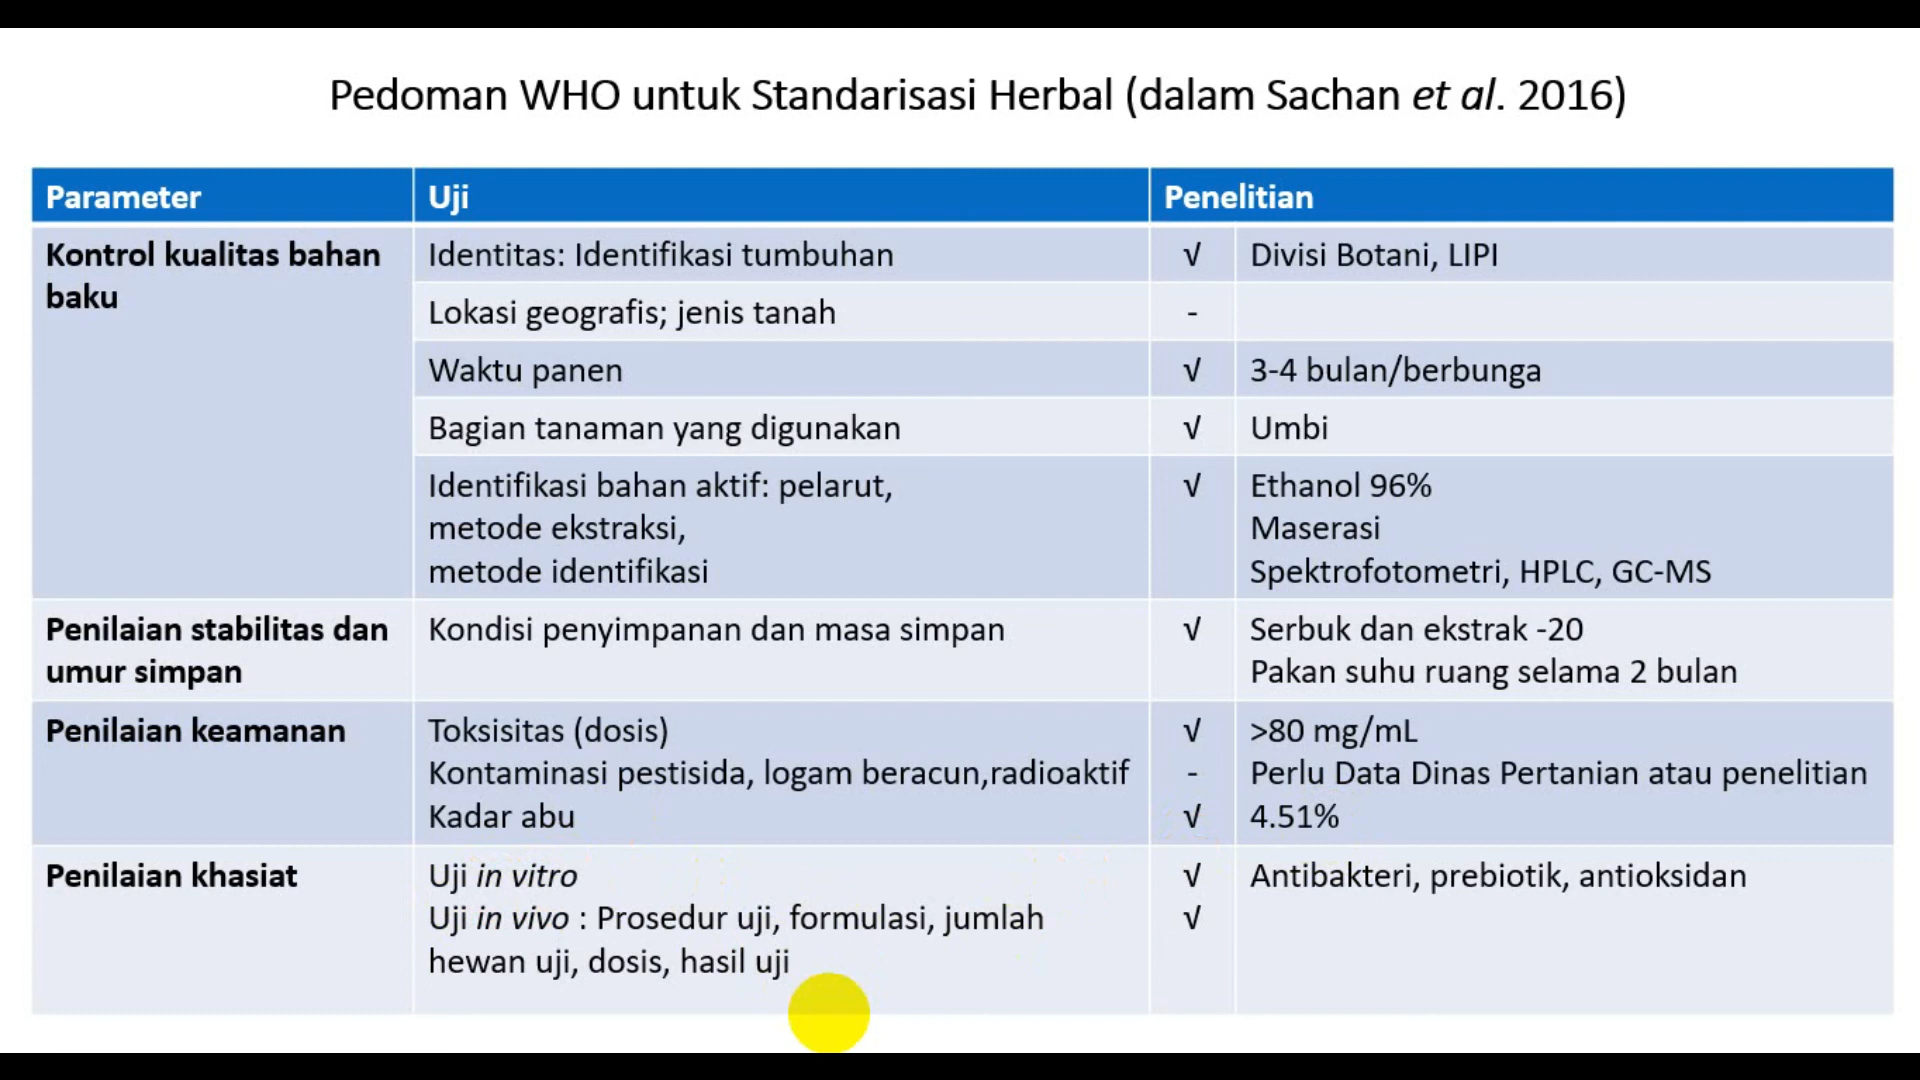 Pedoman WHO untuk Standarisasi Herbal (dalam Sachan et al. 2016)
Parameter Uji Penelitian
Kontrol kualitas bahan baku
Identitas: Identifikasi tumbuhan √ Divisi Botani, LIPI
Lokasi geografis; jenis tanah -
Waktu panen √ 3-4 bulan/berbunga
Bagian tanaman yang digunakan √ Umbi
Identifikasi bahan aktif: pelarut, √ Ethanol 96%
metode ekstraksi, Maserasi
metode identifikasi Spektrofotometri, HPLC, GC-MS
Penilaian stabilitas dan umur simpan
Kondisi penyimpanan dan masa simpan √ Serbuk dan ekstrak -20
Pakan suhu ruang selama 2 bulan
Penilaian keamanan
Toksisitas (dosis) √ >80 mg/mL
Kontaminasi pestisida, logam beracun,radioaktif - Perlu Data Dinas Pertanian atau penelitian
Kadar abu √ 4.51%
Penilaian khasiat
Uji in vitro √ Antibakteri, prebiotik, antioksidan
Uji in vivo : Prosedur uji, formulasi, jumlah √
hewan uji, dosis, hasil uji